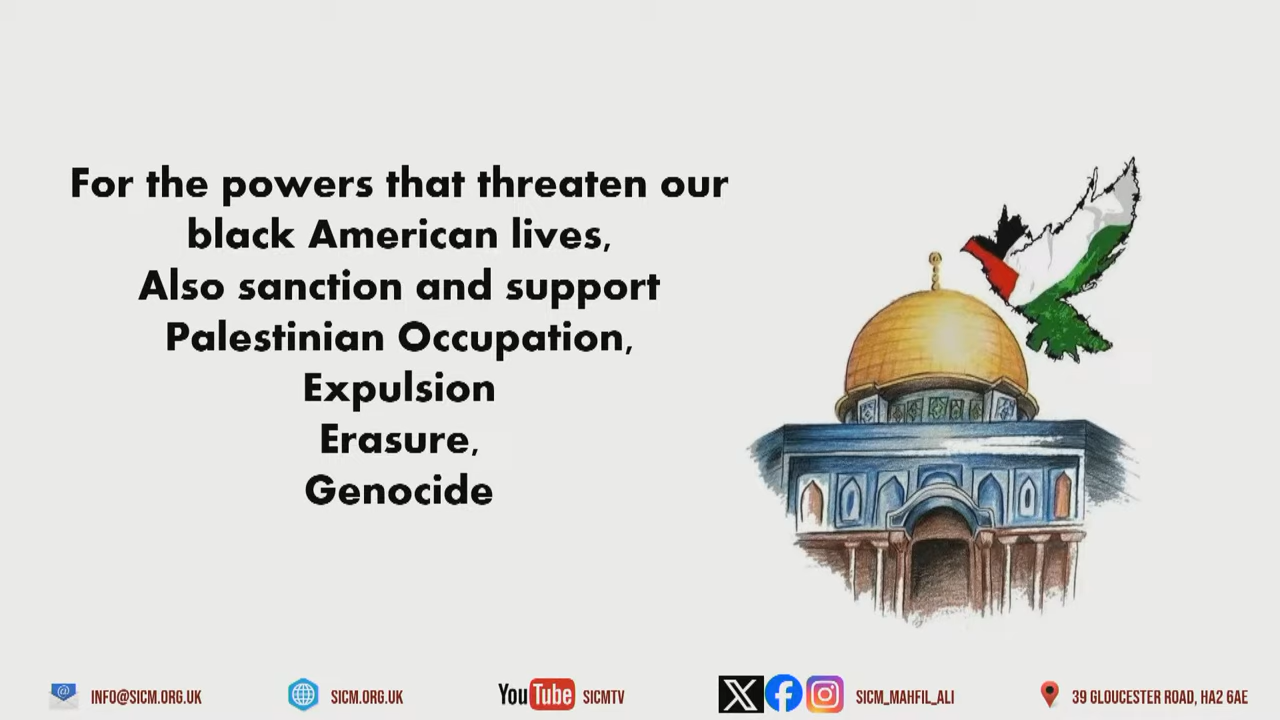 For the powers that threaten our
black American lives,
Also sanction and support
Palestinian Occupation,
Expulsion
Erasure,
Genocide
INFO@SICM.ORG.UK
SICM.ORG.UK
YouTube SICMTV
SICM_MAHFIL_ALI
39 GLOUCESTER ROAD, HA2 6AE